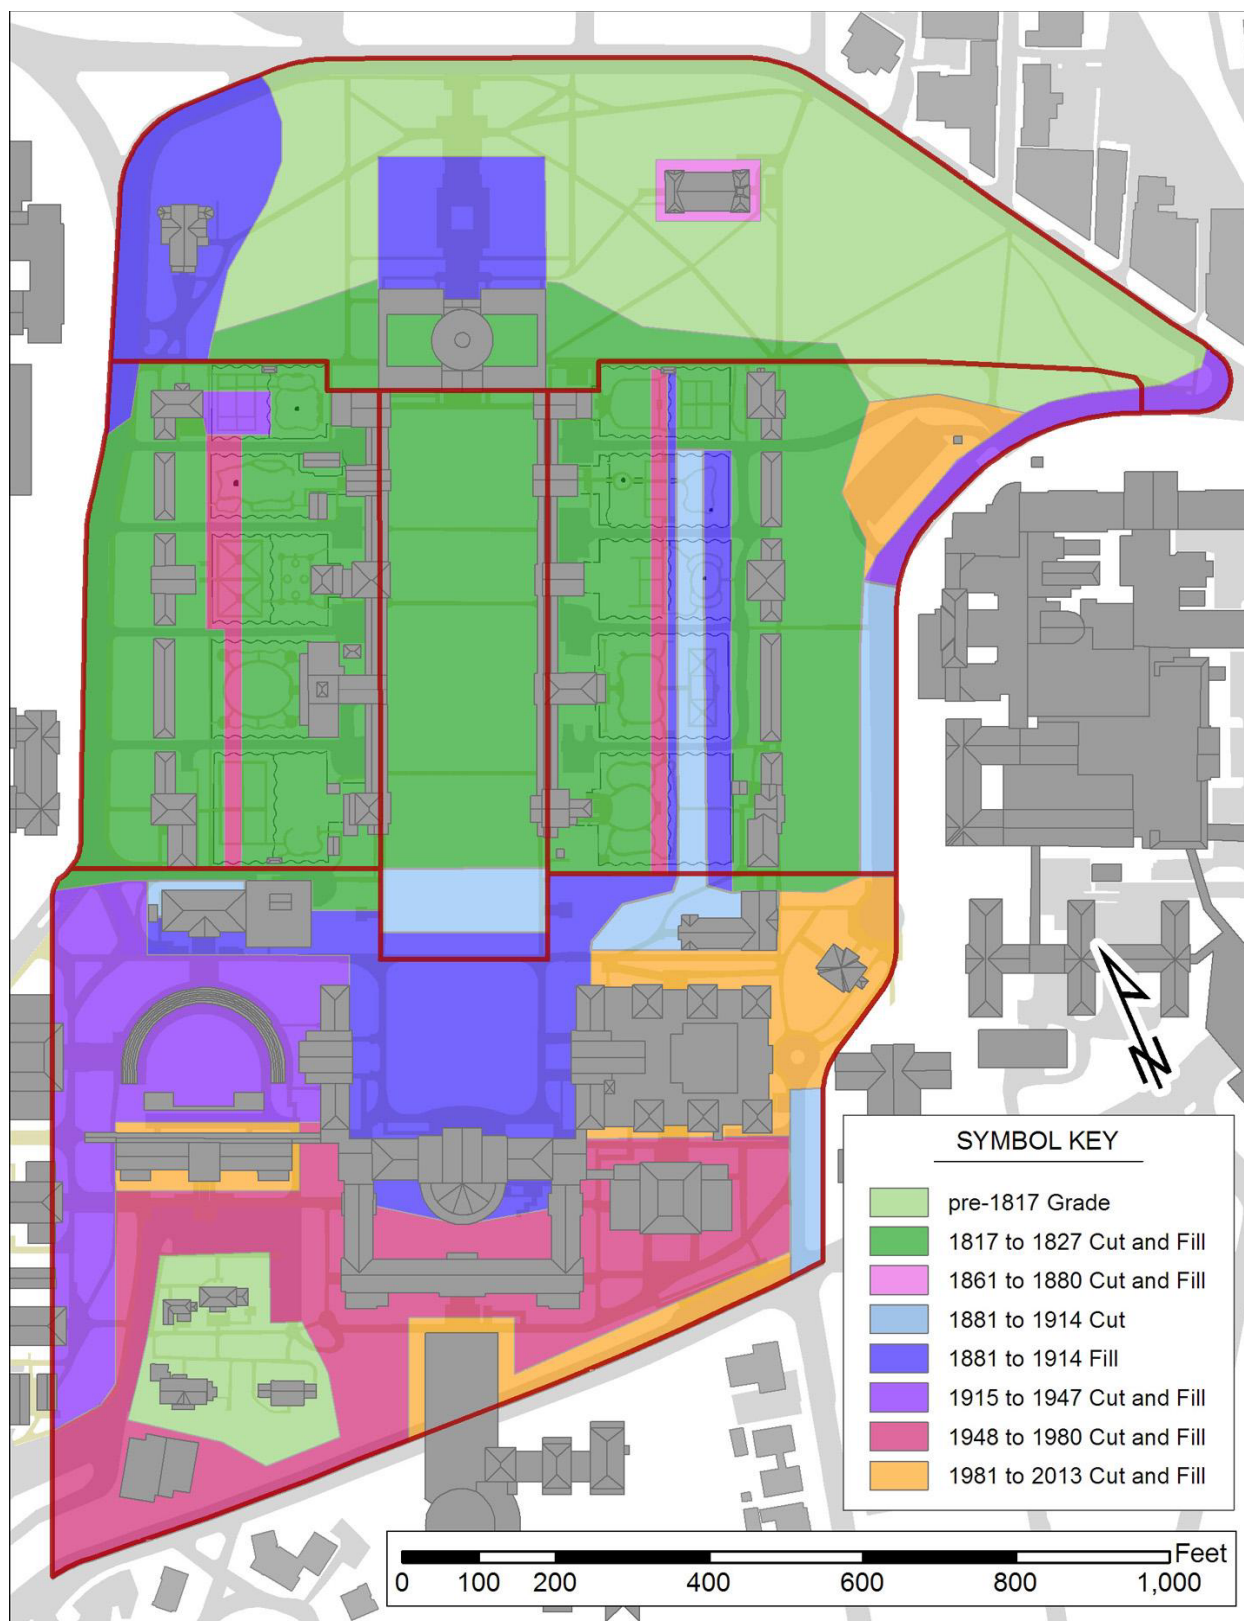 N
SYMBOL KEY
pre-1817 Grade
1817 to 1827 Cut and Fill
1861 to 1880 Cut and Fill
1881 to 1914 Cut
1881 to 1914 Fill
1915 to 1947 Cut and Fill
1948 to 1980 Cut and Fill
1981 to 2013 Cut and Fill
Feet
0 100 200 400 600 800 1,000